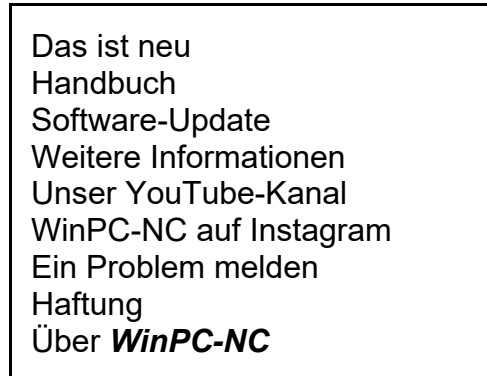 Das ist neu
Handbuch
Software-Update
Weitere Informationen
Unser YouTube-Kanal
WinPC-NC auf Instagram
Ein Problem melden
Haftung
Über WinPC-NC